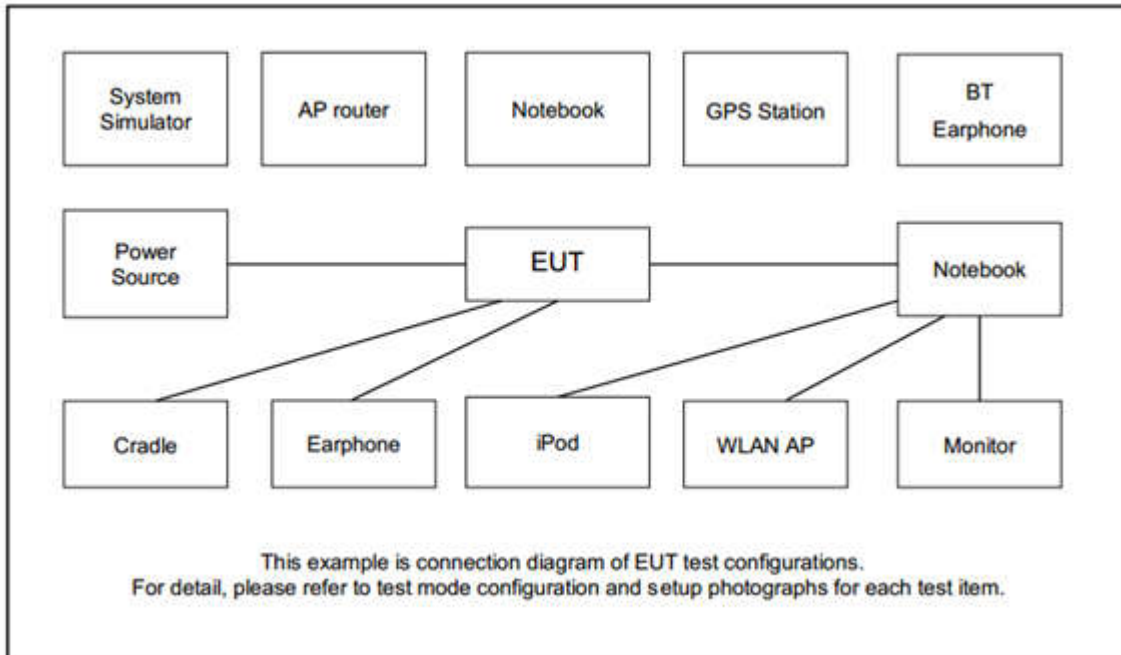 System
Simulator
AP router
Notebook
GPS Station
BT
Earphone
Power
Source
EUT
Notebook
Cradle
Earphone
iPod
WLAN AP
Monitor
This example is connection diagram of EUT test configurations.
For detail, please refer to test mode configuration and setup photographs for each test item.